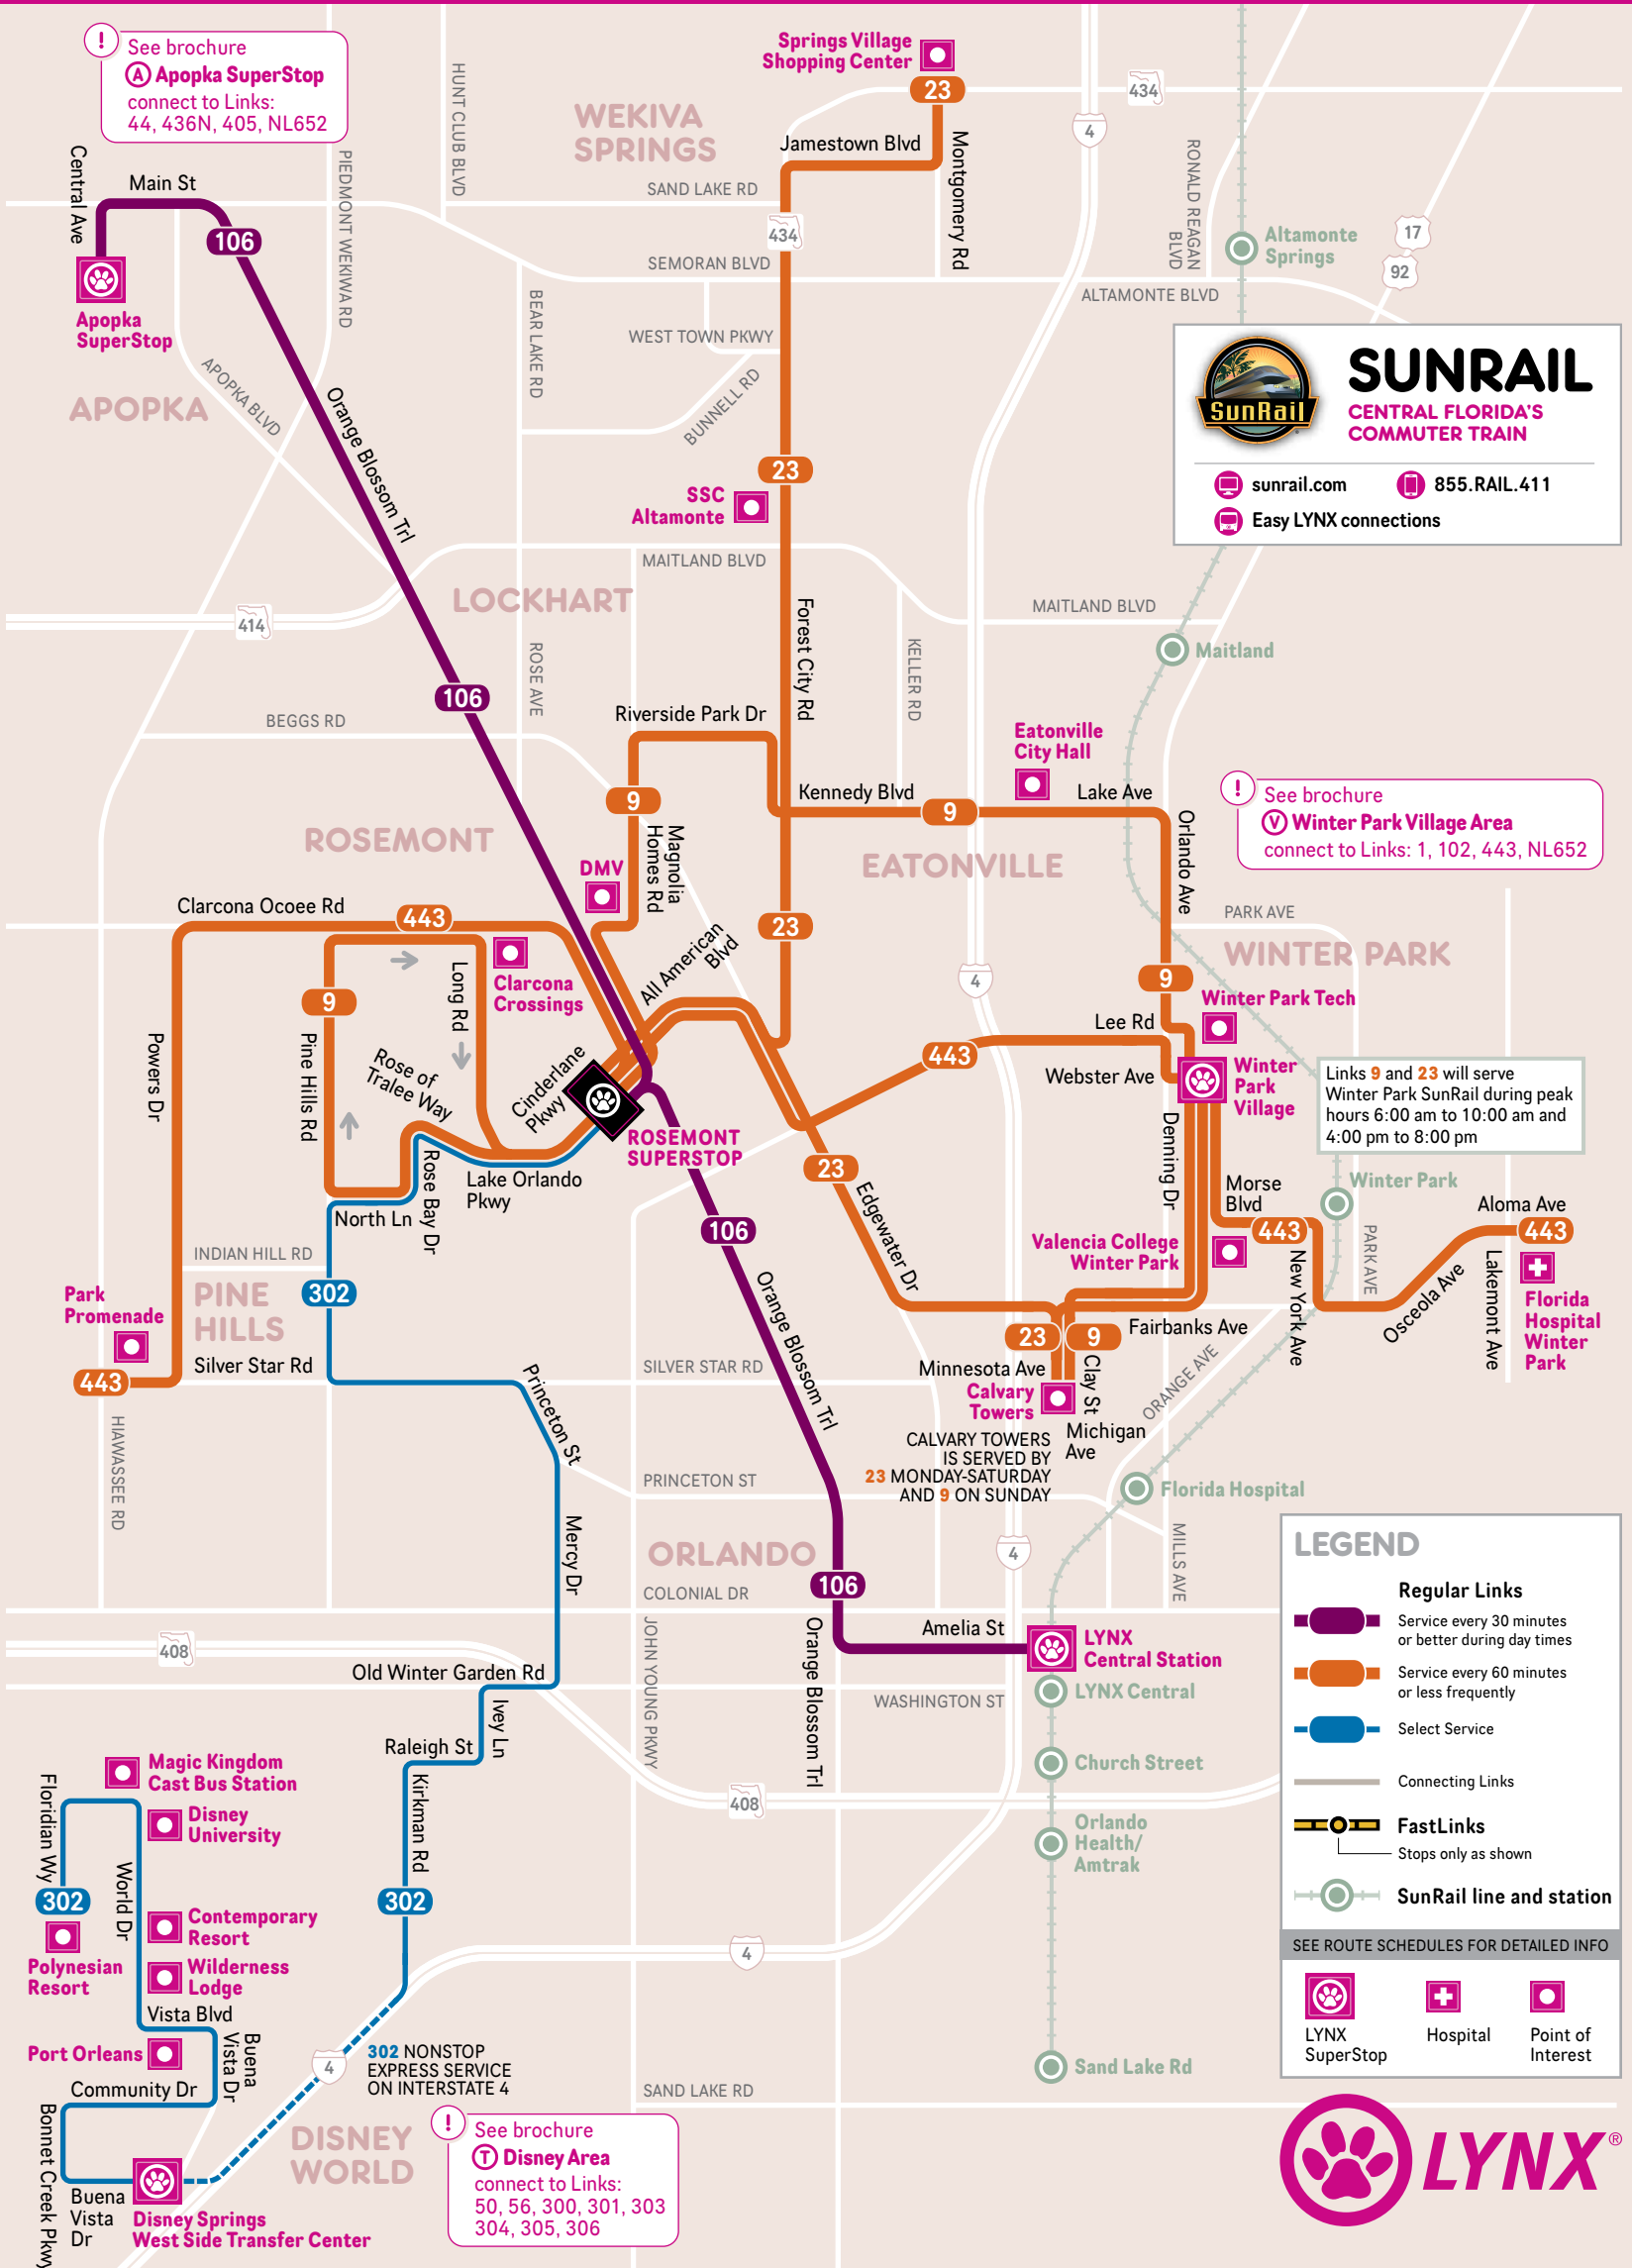 ! See brochure
A Apopka SuperStop
connect to Links:
44, 436N, 405, NL652
Springs Village
Shopping Center
23
434
4
HUNT CLUB BLVD
WEKIVA
SPRINGS
Jamestown Blvd
Montgomery Rd
RONALD REAGAN
BLVD
Central Ave
Main St
PIEDMONT WEKIWA RD
SAND LAKE RD
106
434
SEMORAN BLVD
Altamonte
Springs
17
92
ALTAMONTE BLVD
Apopka
SuperStop
BEAR LAKE RD
WEST TOWN PKWY
APOPKA BLVD
BUNNELL RD
APOPKA
Orange Blossom Trl
SunRail
SUNRAIL
CENTRAL FLORIDA'S
COMMUTER TRAIN
sunrail.com
855.RAIL.411
Easy LYNX connections
23
SSC
Altamonte
MAITLAND BLVD
LOCKHART
414
MAITLAND BLVD
Forest City Rd
ROSE AVE
KELLER RD
Maitland
106
BEGGS RD
Riverside Park Dr
Eatonville
City Hall
9
Kennedy Blvd
9
Lake Ave
! See brochure
V Winter Park Village Area
connect to Links: 1, 102, 443, NL652
ROSEMONT
Magnolia
Homes Rd
EATONVILLE
Orlando Ave
DMV
Clarcona Ocoee Rd
443
23
PARK AVE
WINTER PARK
All American
Blvd
Long Rd
Clarcona
Crossings
4
9
Winter Park Tech
9
Pine Hills Rd
Powers Dr
Rose of
Tralee Way
Cinderlane
Pkwy
Lee Rd
443
Webster Ave
Winter
Park
Village
Links 9 and 23 will serve
Winter Park SunRail during peak
hours 6:00 am to 10:00 am and
4:00 pm to 8:00 pm
ROSEMONT
SUPERSTOP
Denning Dr
23
Edgewater Dr
Lake Orlando
Pkwy
Rose Bay Dr
North Ln
Winter Park
Morse
Blvd
443
Aloma Ave
443
106
INDIAN HILL RD
Valencia College
Winter Park
New York Ave
PARK AVE
Osceola Ave
Lakemont Ave
Florida
Hospital
Winter
Park
Park
Promenade
PINE
HILLS
302
Orange Blossom Trl
23
9
Fairbanks Ave
Silver Star Rd
443
SILVER STAR RD
Minnesota Ave
Clay St
ORANGE AVE
Calvary
Towers
Michigan
Ave
Princeton St
HIAWASSEE RD
CALVARY TOWERS
IS SERVED BY
23 MONDAY-SATURDAY
AND 9 ON SUNDAY
PRINCETON ST
Florida Hospital
Mercy Dr
ORLANDO
4
MILLS AVE
106
COLONIAL DR
408
JOHN YOUNG PKWY
Orange Blossom Trl
Amelia St
LYNX
Central Station
Old Winter Garden Rd
WASHINGTON ST
LYNX Central
Ivey Ln
Raleigh St
Kirkman Rd
Church Street
408
Orlando
Health/
Amtrak
Magic Kingdom
Cast Bus Station
Floridian Wy
Disney
University
World Dr
302
302
Contemporary
Resort
Polynesian
Resort
Wilderness
Lodge
4
Vista Blvd
Port Orleans
Buena
Vista Dr
4
302 NONSTOP
EXPRESS SERVICE
ON INTERSTATE 4
Sand Lake Rd
Community Dr
SAND LAKE RD
Bonnet Creek Pkwy
DISNEY
WORLD
Buena
Vista
Dr
Disney Springs
West Side Transfer Center
! See brochure
T Disney Area
connect to Links:
50, 56, 300, 301, 303
304, 305, 306
LEGEND
Regular Links
Service every 30 minutes
or better during day times
Service every 60 minutes
or less frequently
Select Service
Connecting Links
FastLinks
Stops only as shown
SunRail line and station
SEE ROUTE SCHEDULES FOR DETAILED INFO
LYNX
SuperStop
Hospital
Point of
Interest
LYNX®